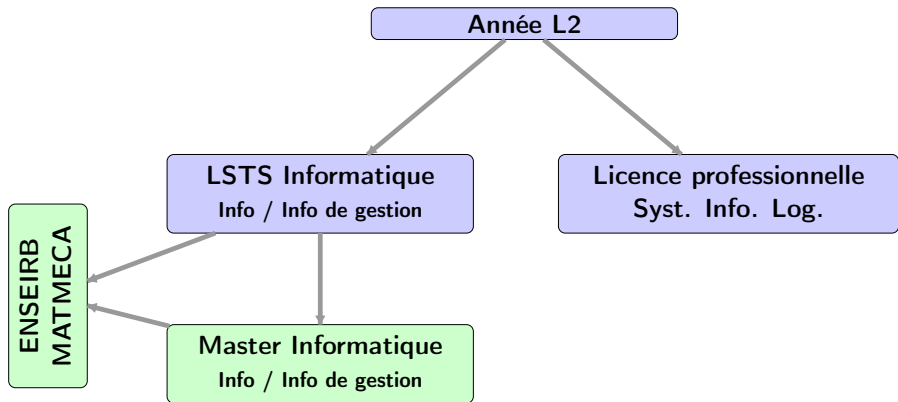 Année L2
LSTS Informatique
Info / Info de gestion
Licence professionnelle
Syst. Info. Log.
ENSEIRB
MATMECA
Master Informatique
Info / Info de gestion